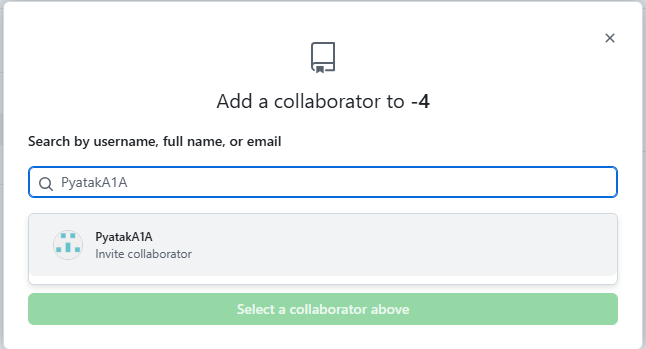 Add a collaborator to -4
Search by username, full name, or email
PyatakA1A
PyatakA1A
Invite collaborator
Select a collaborator above